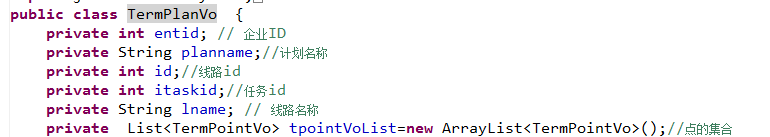 public class TermPlanVo  {
    private int entid; // 企业ID
    private String planname;//计划名称
    private int id;//线路id
    private int itaskid;//任务id
    private String lname; // 线路名称
    private  List<TermPointVo> tpointVoList=new ArrayList<TermPointVo>();//点的集合